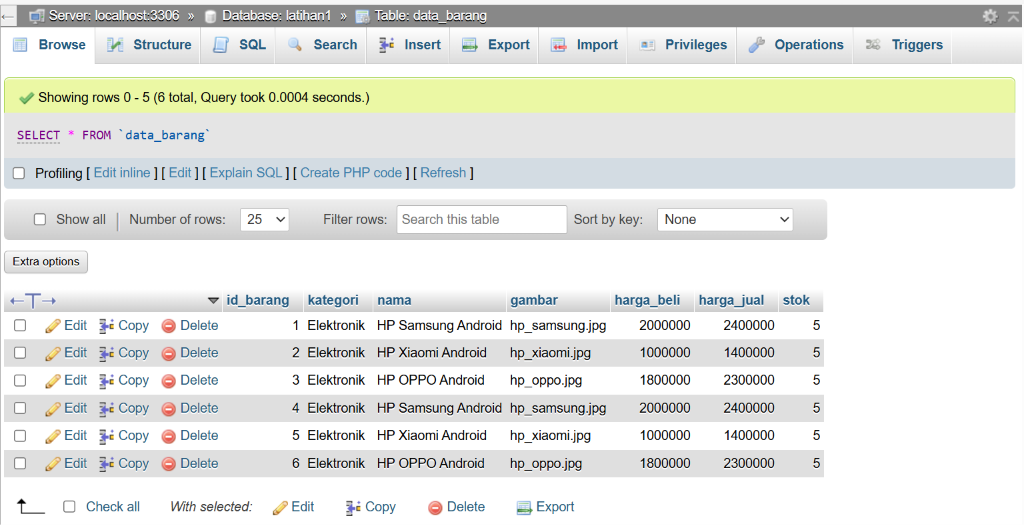 Server: localhost:3306 » Database: latihan1 » Table: data_barang
Browse Structure SQL Search Insert Export Import Privileges Operations Triggers
Showing rows 0 - 5 (6 total, Query took 0.0004 seconds.)
SELECT * FROM `data_barang`
Profiling [ Edit inline ] [ Edit ] [ Explain SQL ] [ Create PHP code ] [ Refresh ]
Show all Number of rows: 25 Filter rows: Search this table Sort by key: None
Extra options
id_barang kategori nama gambar harga_beli harga_jual stok
Edit Copy Delete 1 Elektronik HP Samsung Android hp_samsung.jpg 2000000 2400000 5
Edit Copy Delete 2 Elektronik HP Xiaomi Android hp_xiaomi.jpg 1000000 1400000 5
Edit Copy Delete 3 Elektronik HP OPPO Android hp_oppo.jpg 1800000 2300000 5
Edit Copy Delete 4 Elektronik HP Samsung Android hp_samsung.jpg 2000000 2400000 5
Edit Copy Delete 5 Elektronik HP Xiaomi Android hp_xiaomi.jpg 1000000 1400000 5
Edit Copy Delete 6 Elektronik HP OPPO Android hp_oppo.jpg 1800000 2300000 5
Check all With selected: Edit Copy Delete Export